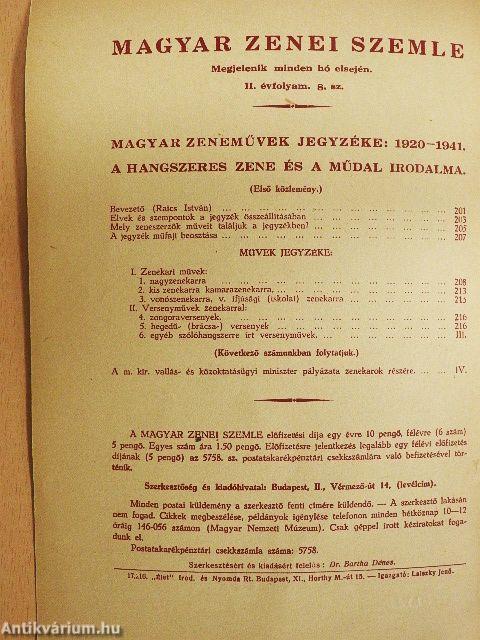 MAGYAR ZENEI SZEMLE
Megjelenik minden hó elsején.
II. évfolyam. 8. sz.
MAGYAR ZENEMŰVEK JEGYZÉKE: 1920—1941.
A HANGSZERES ZENE ÉS A MŰDAL IRODALMA.
(Első közlemény.)
Bevezető (Raics István) ... 201
Elvek és szempontok a jegyzék összeállításában ... 203
Mely zeneszerzők műveit találjuk a jegyzékben? ... 205
A jegyzék műfaji beosztása ... 207
MŰVEK JEGYZÉKE:
I. Zenekari művek:
1. nagyzenekarra ... 208
2. kis zenekarra kamarazenekarra. ... 213
3. vonószenekarra, v. ifjúsági (iskolai) zenekarra ... 215
II. Versenyművek zenekarral:
4. zongoraversenyek. ... 216
5. hegedű- (brácsa-) versenyek ... 216
6. egyéb szólóhangszerre írt versenyművek. ... III.
(Következő számunkban folytatjuk.)
A m. kir. vallás- és közoktatásügyi miniszter pályázata zenekarok részére. ... IV.
A MAGYAR ZENEI SZEMLE előfizetési díja egy évre 10 pengő, félévre (6 szám)
5 pengő. Egyes szám ára 1.50 pengő. Előfizetésre jelentkezés legalább egy félévi előfizetés
díjának (5 pengő) az 5758. sz. postatakarékpénztári csekkszámlára való befizetésével tör-
ténik.
Szerkesztőség és kiadóhivatal: Budapest, II., Vérmező-út 14, (levélcím).
Minden postai küldemény a szerkesztő fenti címére küldendő. — A szerkesztő lakásán
nem fogad. Cikkek megbeszélése, példányok igénylése telefonon minden hétköznap 10—12
óráig 146-056 számon (Magyar Nemzeti Múzeum). Csak géppel írott kéziratokat foga-
dunk el.
Postatakarékpénztári csekkszámla száma: 5758.
Szerkesztésért és kiadásért felelős: Dr. Bartha Dénes.
"Élet" Irod. és Nyomda Rt. Budapest, XI., Horthy M.-út 15. — Igazgató: Laiszky Jenő.
Antikvárium.hu